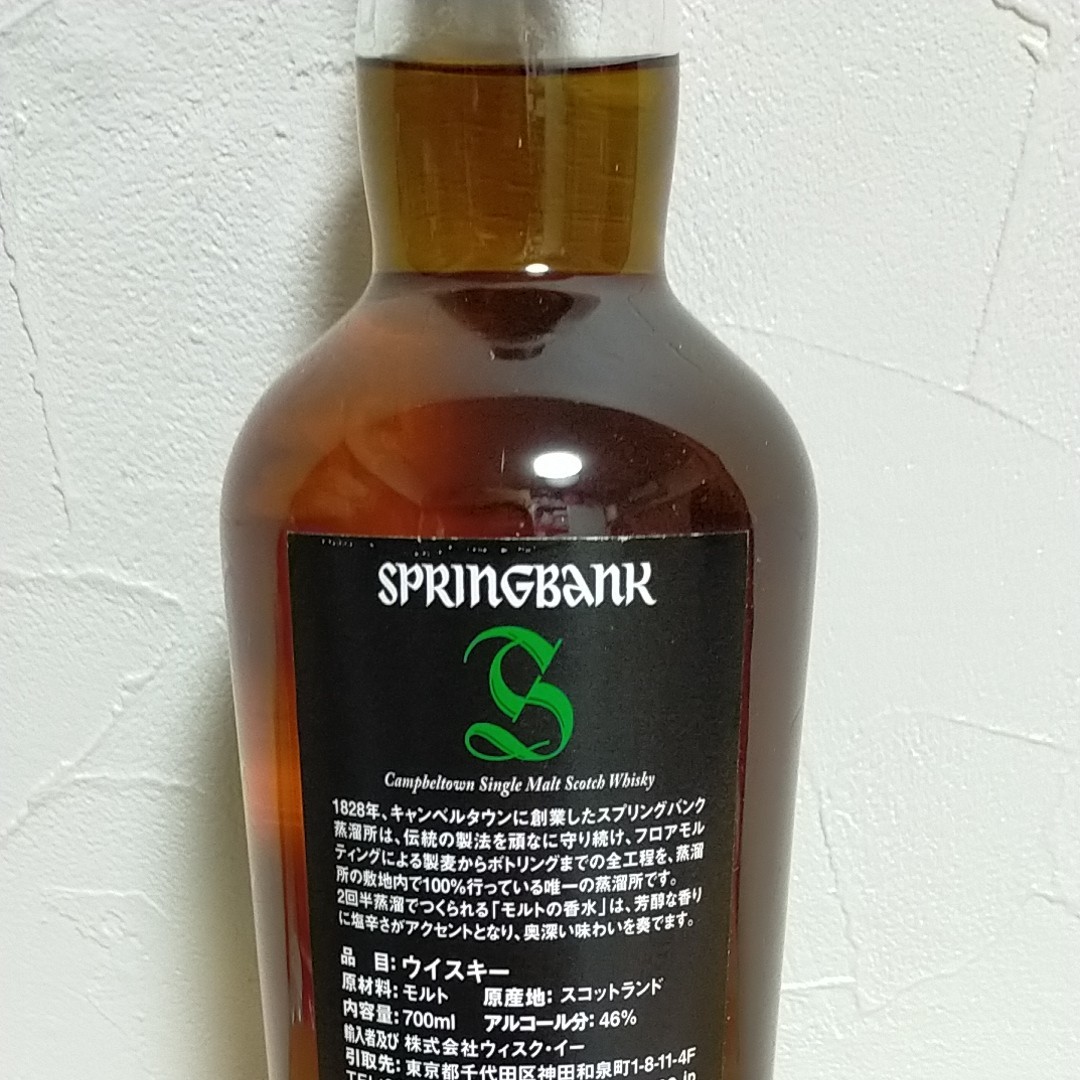 SPRINGBANK
S
Campbeltown Single Malt Scotch Whisky
1828年、キャンベルタウンに創業したスプリングバンク
蒸溜所は、伝統の製法を頑なに守り続け、フロアモル
ティングによる製麦からボトリングまでの全工程を、蒸溜
所の敷地内で100%行っている唯一の蒸溜所です。
2回半蒸溜でつくられる「モルトの香水」は、芳醇な香り
に塩辛さがアクセントとなり、奥深い味わいを奏でます。
品 目:ウイスキー
原材料:モルト 原産地:スコットランド
内容量:700ml アルコール分:46%
輸入者及び 株式会社ウィスク・イー
引取先:東京都千代田区神田和泉町1-8-11-4F